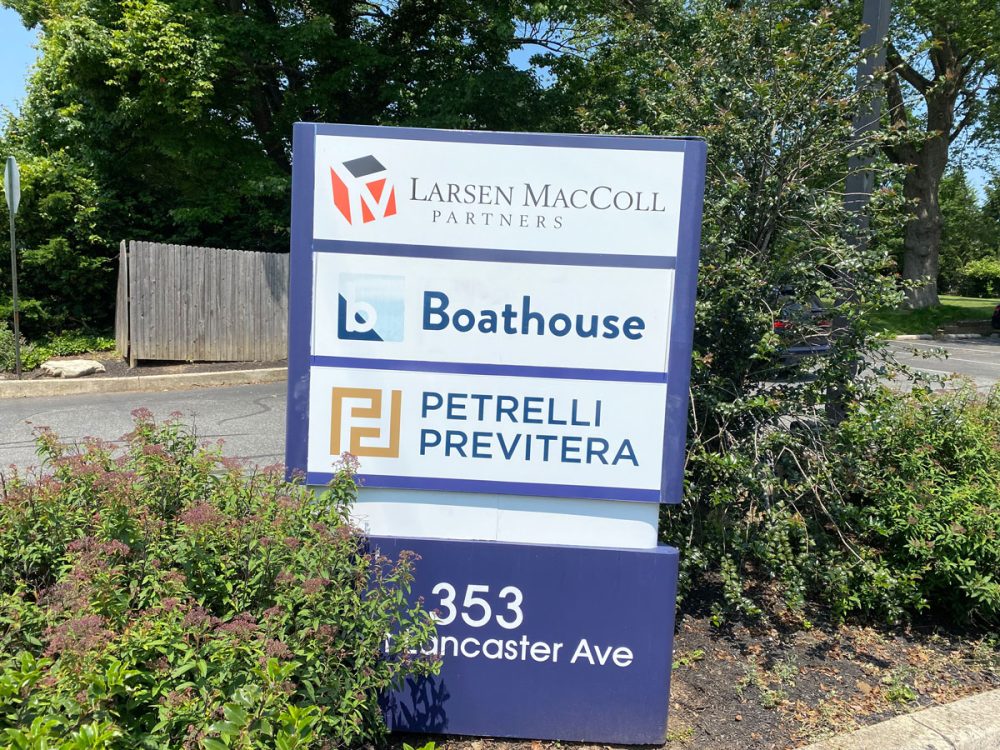 LARSEN MACCOLL
PARTNERS
b Boathouse
PETRELLI
PREVITERA
353
Lancaster Ave